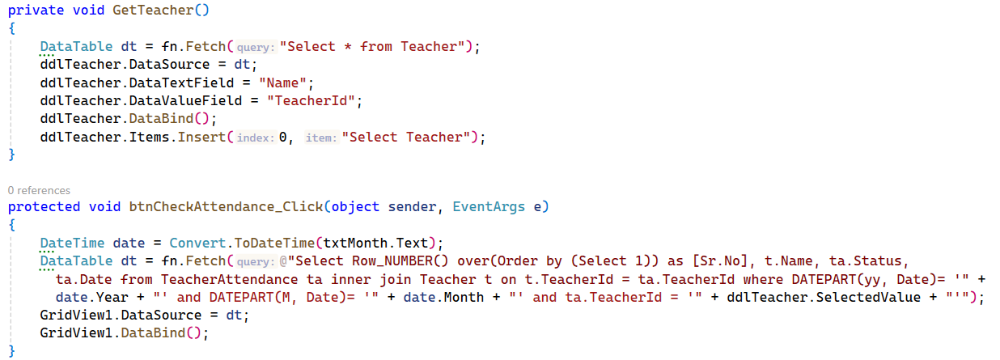 private void GetTeacher()
{
DataTable dt = fn.Fetch(query: "Select * from Teacher");
ddlTeacher.DataSource = dt;
ddlTeacher.DataTextField = "Name";
ddlTeacher.DataValueField = "TeacherId";
ddlTeacher.DataBind();
ddlTeacher.Items.Insert(index: 0, item: "Select Teacher");
}
0 references
protected void btnCheckAttendance_Click(object sender, EventArgs e)
{
DateTime date = Convert.ToDateTime(txtMonth.Text);
DataTable dt = fn.Fetch(query: @"Select Row_NUMBER() over(Order by (Select 1)) as [Sr.No], t.Name, ta.Status,
ta.Date from TeacherAttendance ta inner join Teacher t on t.TeacherId = ta.TeacherId where DATEPART(yy, Date)= '" +
date.Year + "' and DATEPART(M, Date)= '" + date.Month + "' and ta.TeacherId = '" + ddlTeacher.SelectedValue + "'");
GridView1.DataSource = dt;
GridView1.DataBind();
}